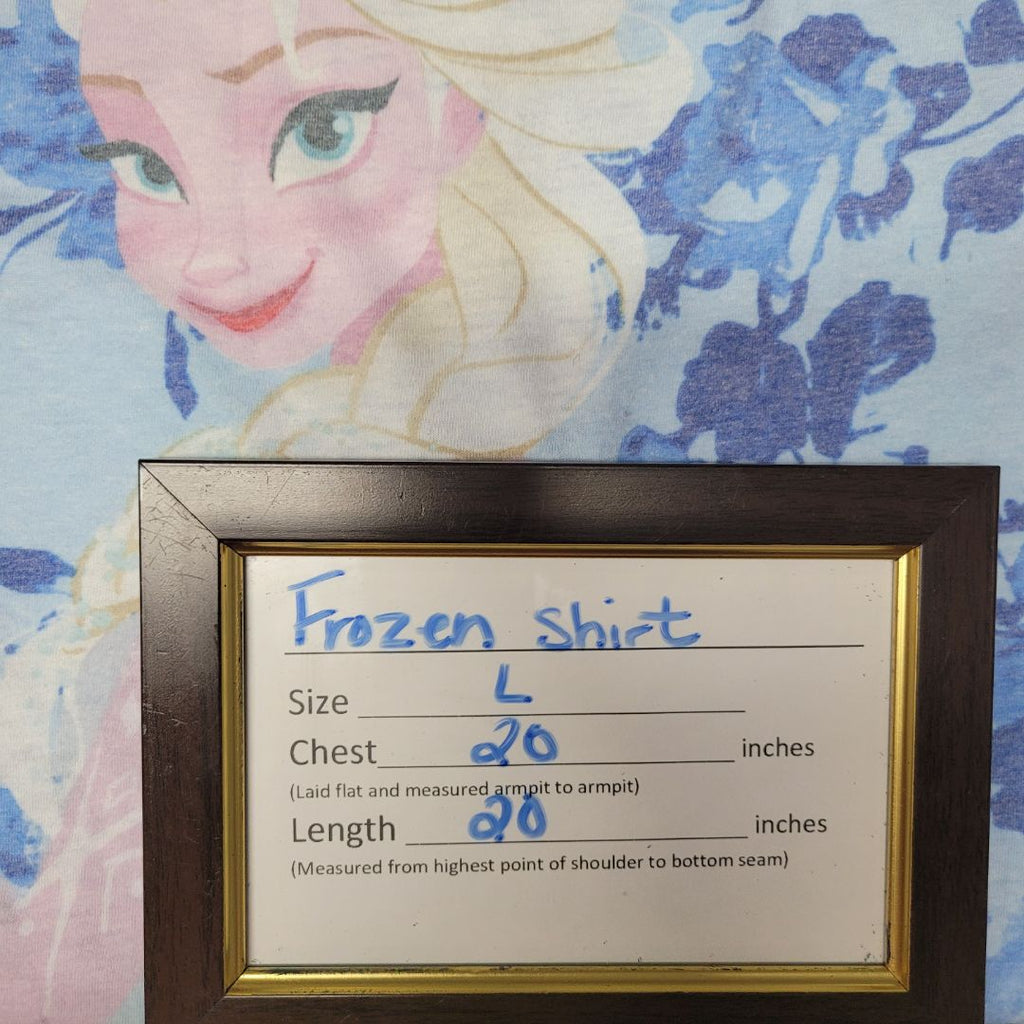 Frozen Shirt
Size L
Chest 20 inches
(Laid flat and measured armpit to armpit)
Length 20 inches
(Measured from highest point of shoulder to bottom seam)